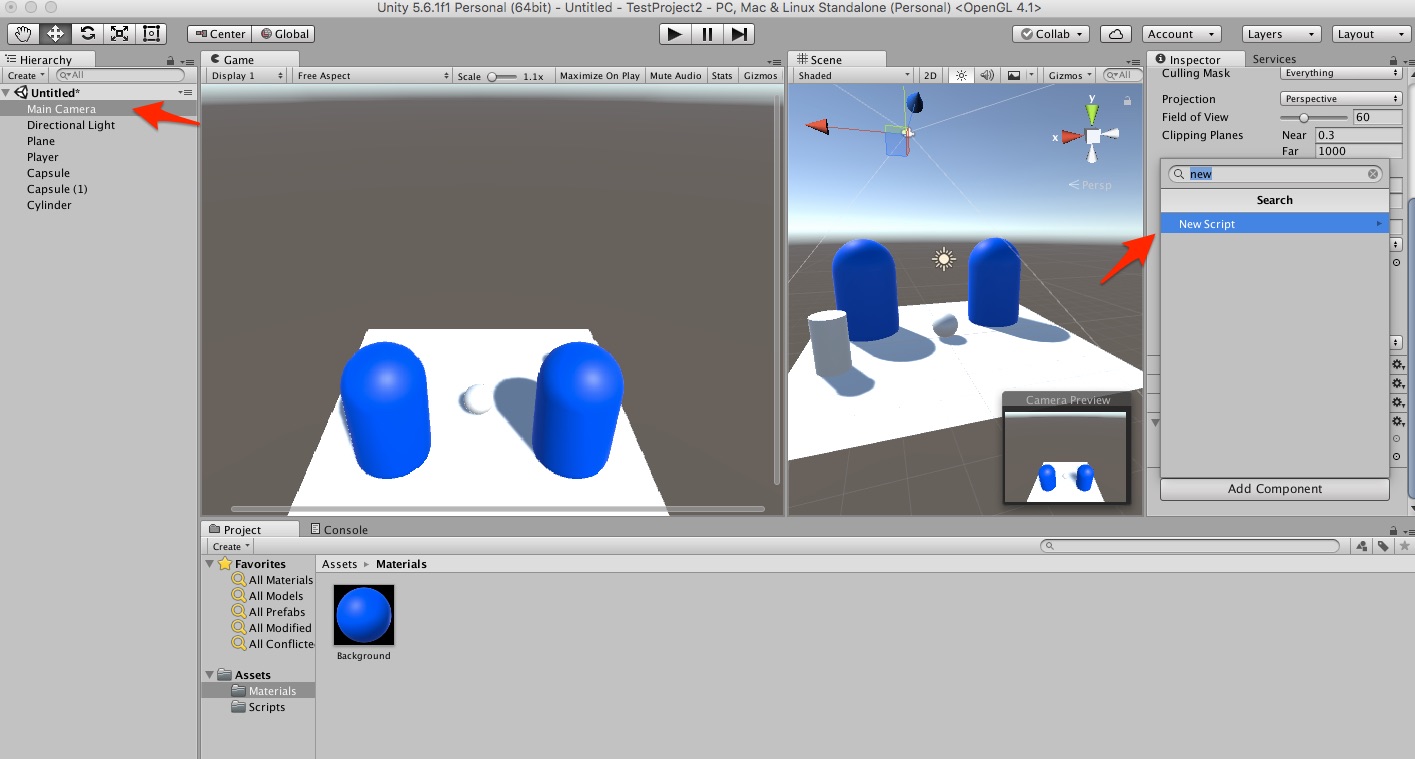 Unity 5.6.1f1 Personal (64bit) - Untitled - TestProject2 - PC, Mac & Linux Standalone (Personal) <OpenGL 4.1>
Center Global Collab Account Layers Layout
Hierarchy
Create All
Untitled*
Main Camera
Directional Light
Plane
Player
Capsule
Capsule (1)
Cylinder
Game
Display 1 Free Aspect Scale 1.1x Maximize On Play Mute Audio Stats Gizmos
Scene
Shaded 2D Gizmos All
y
x
Persp
Camera Preview
Inspector Services
Culling Mask Everything
Projection Perspective
Field of View 60
Clipping Planes Near 0.3
Far 1000
new
Search
New Script
Add Component
Project Console
Create
Favorites
All Materials
All Models
All Prefabs
All Modified
All Conflicte
Assets
Materials
Scripts
Assets Materials
Background